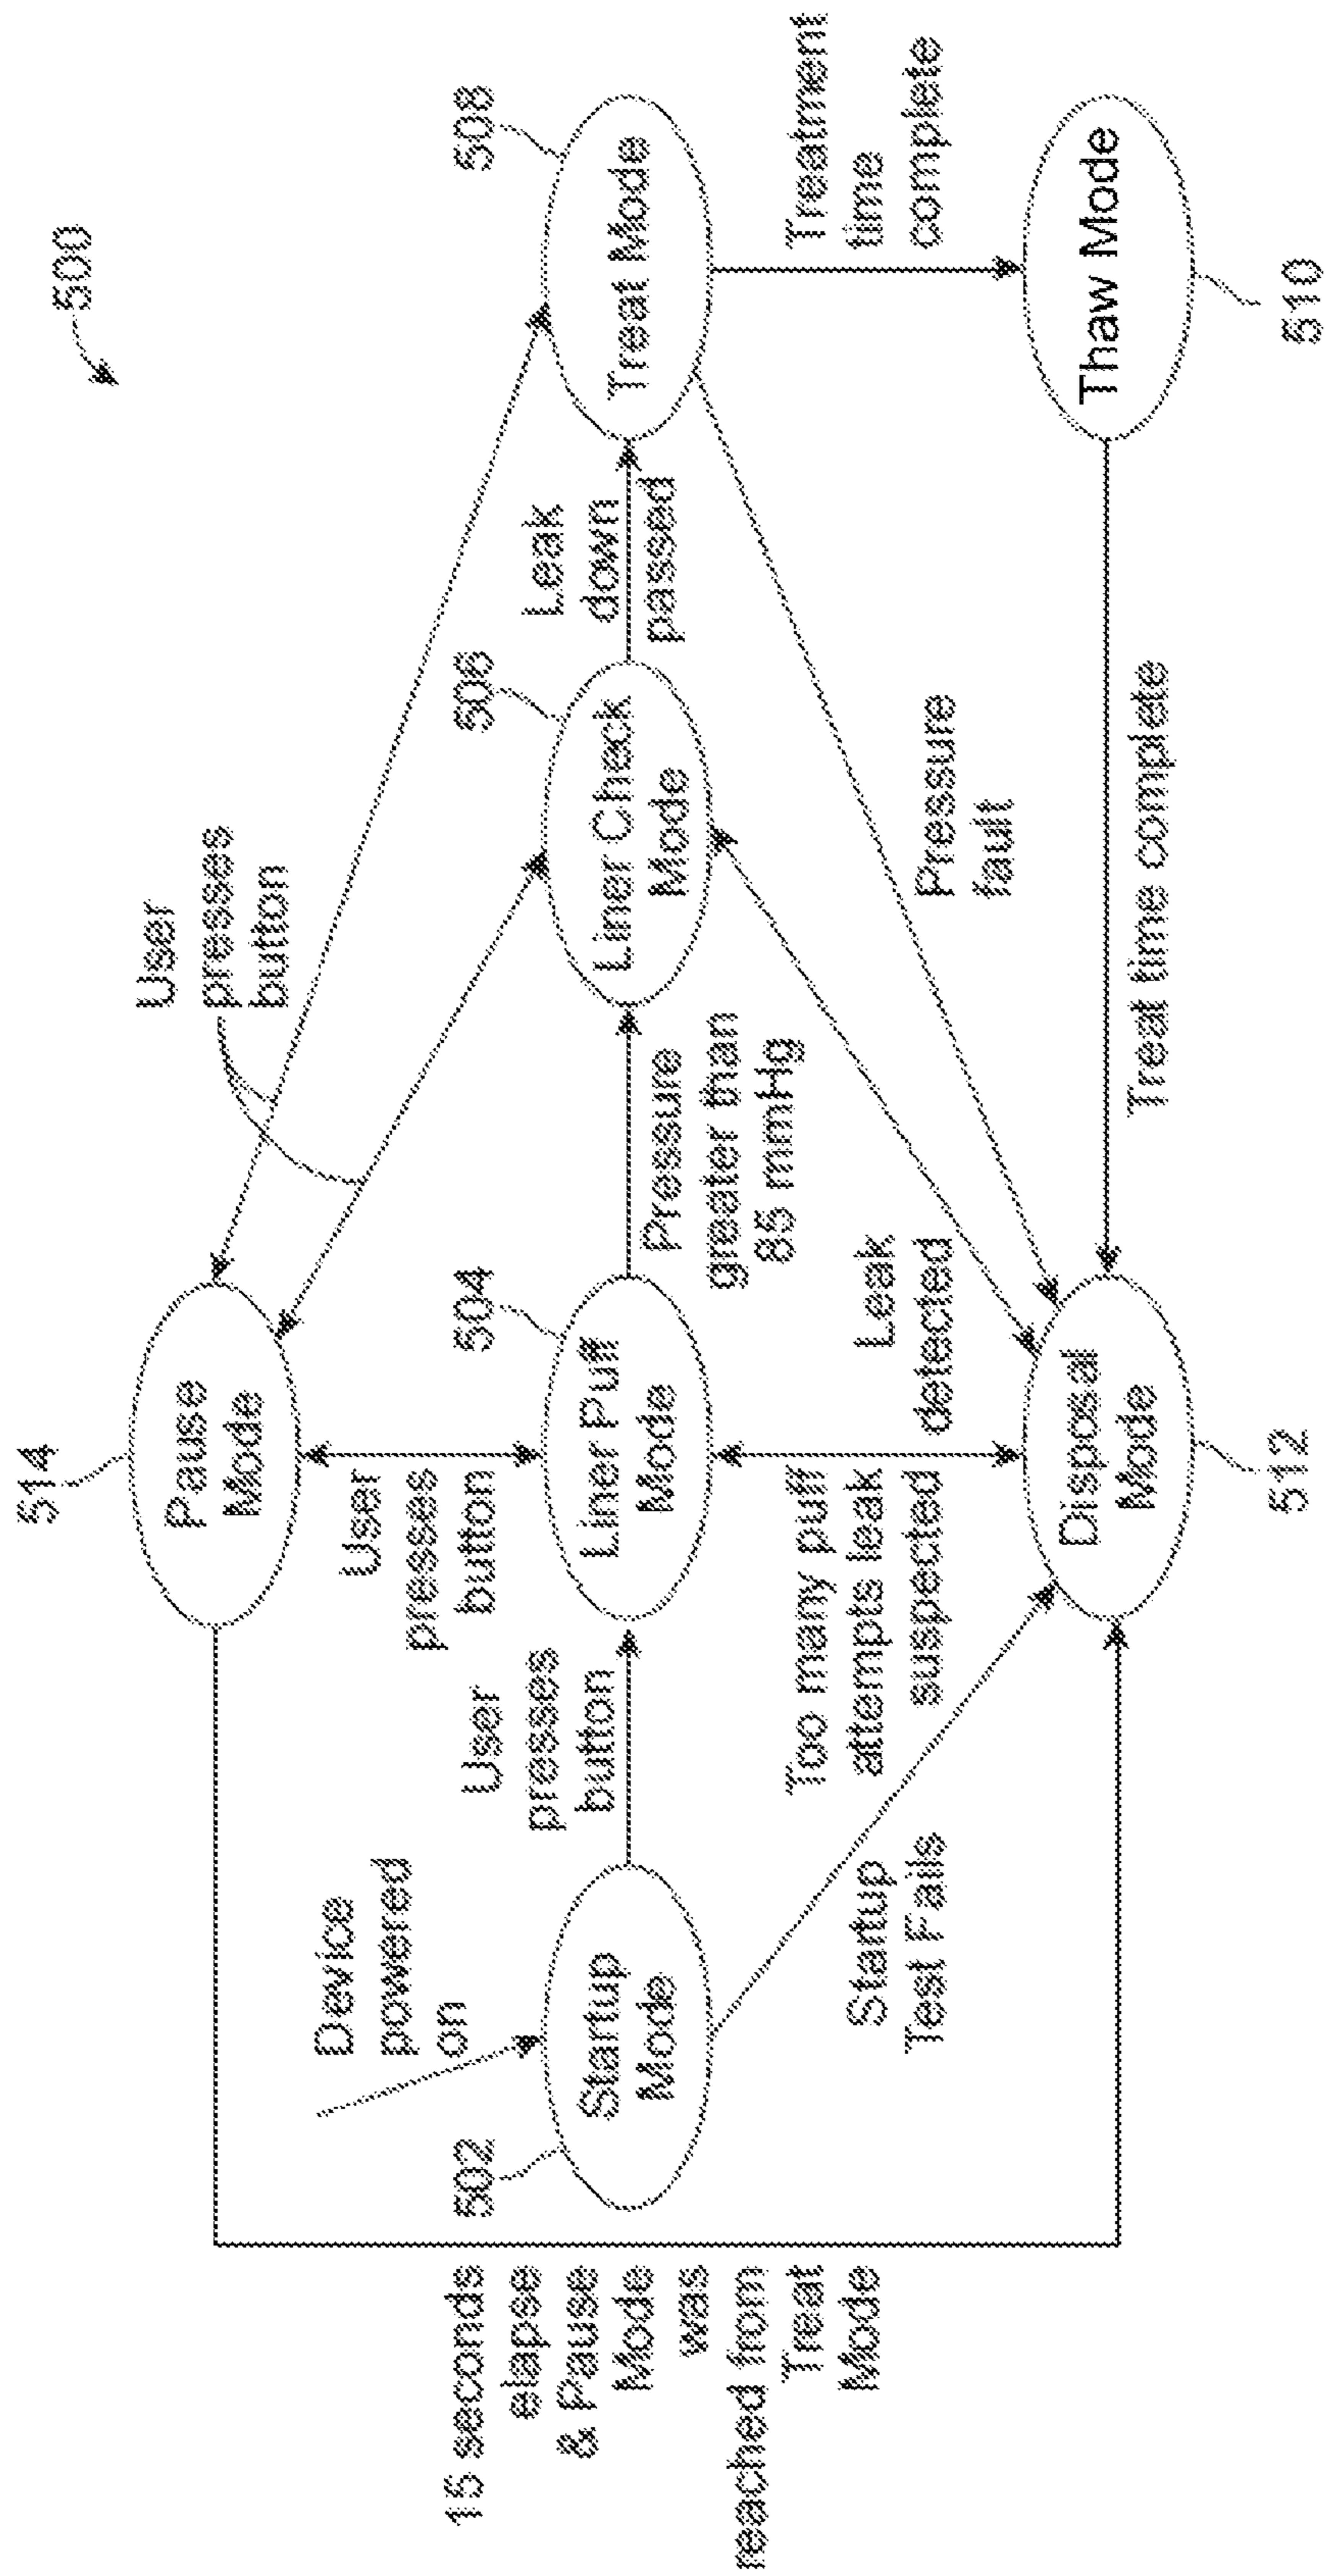 500
514
Pause
Mode
User
presses
button
User
presses
button
Device
powered
on
502
Startup
Mode
User
presses
button
504
Liner Puff
Mode
Pressure
greater than
85 mmHg
506
Liner Check
Mode
Leak
down
passed
508
Treat Mode
15 seconds
elapse
& Pause
Mode was
reached from
Treat
Mode
Startup
Test Fails
Too many puff
attempts leak
suspected
Leak
detected
Pressure
fault
Treatment
time
complete
Disposal
Mode
512
Treat time complete
Thaw Mode
510